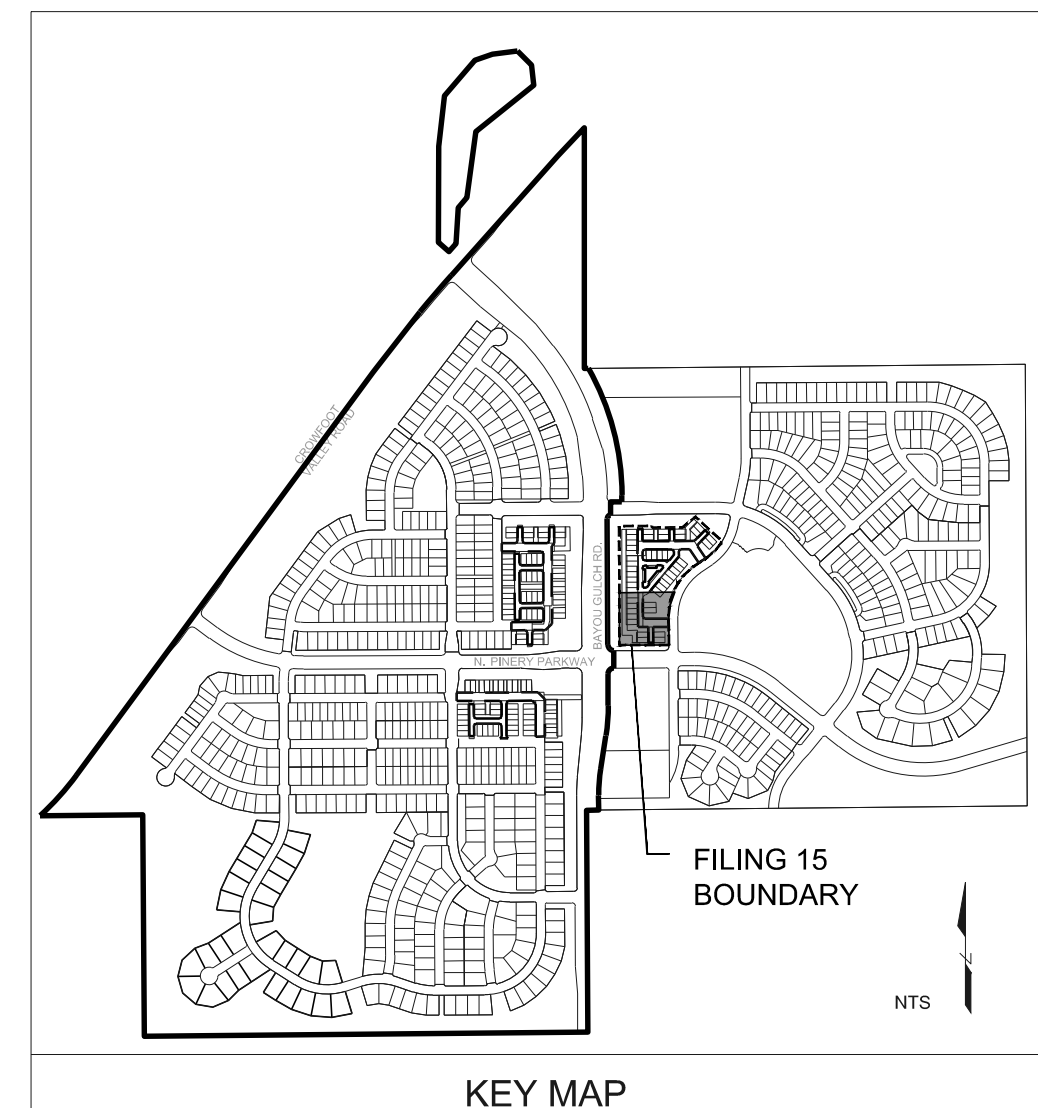 CROWFOOT
VALLEY ROAD
BAYOU GULCH RD.
N. PINERY PARKWAY
FILING 15
BOUNDARY
N
NTS
KEY MAP